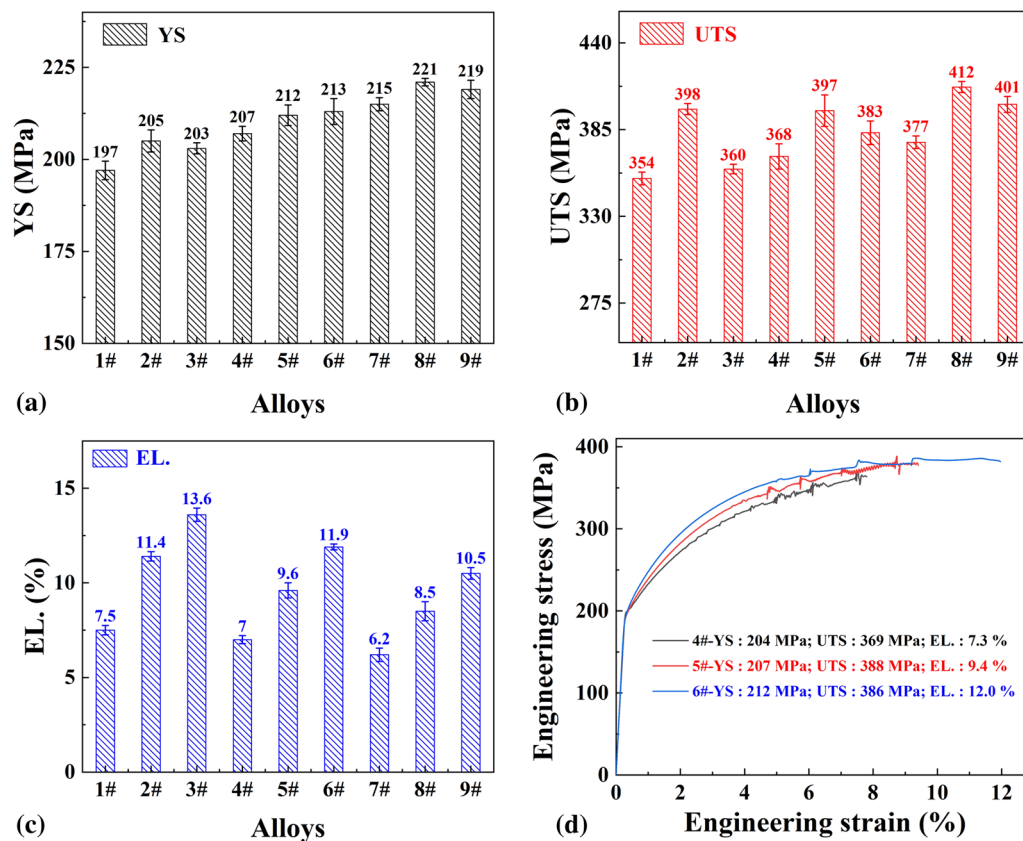 YS
225
200
175
150
YS (MPa)
197
205
203
207
212
213
215
221
219
1# 2# 3# 4# 5# 6# 7# 8# 9#
(a)
Alloys
UTS
440
385
330
275
UTS (MPa)
354
398
360
368
397
383
377
412
401
1# 2# 3# 4# 5# 6# 7# 8# 9#
(b)
Alloys
EL.
15
10
5
0
EL. (%)
7.5
11.4
13.6
7
9.6
11.9
6.2
8.5
10.5
1# 2# 3# 4# 5# 6# 7# 8# 9#
(c)
Alloys
400
300
200
100
0
Engineering stress (MPa)
4#-YS : 204 MPa; UTS : 369 MPa; EL. : 7.3 %
5#-YS : 207 MPa; UTS : 388 MPa; EL. : 9.4 %
6#-YS : 212 MPa; UTS : 386 MPa; EL. : 12.0 %
0 2 4 6 8 10 12
(d)
Engineering strain (%)